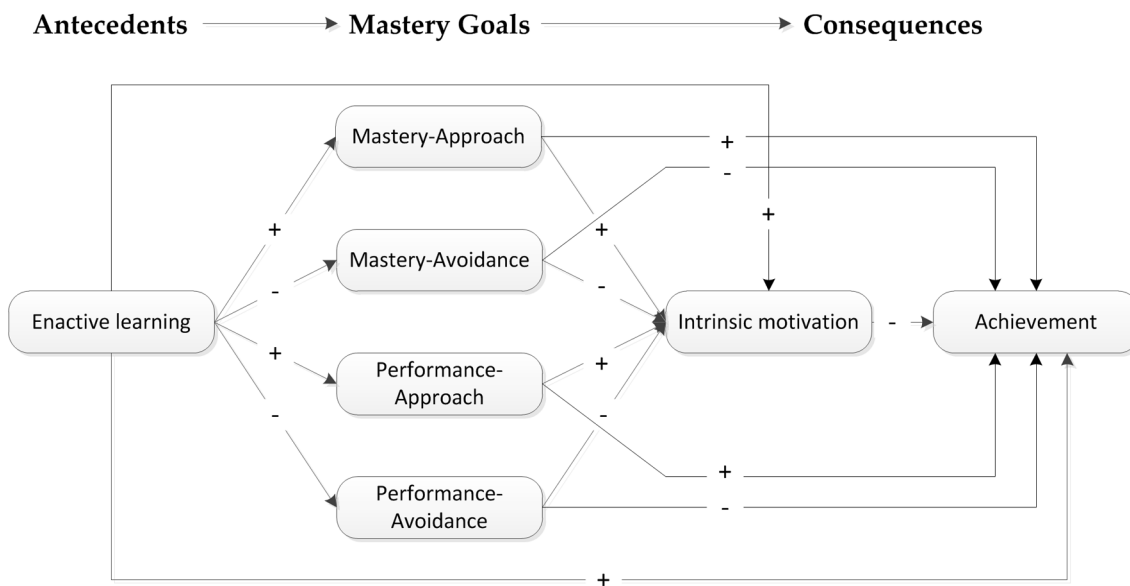 Antecedents
Mastery Goals
Consequences
Mastery-Approach
+
-
+
+
+
Mastery-Avoidance
-
-
Enactive learning
Intrinsic motivation
-
Achievement
+
+
Performance-
Approach
-
-
+
Performance-
Avoidance
-
+